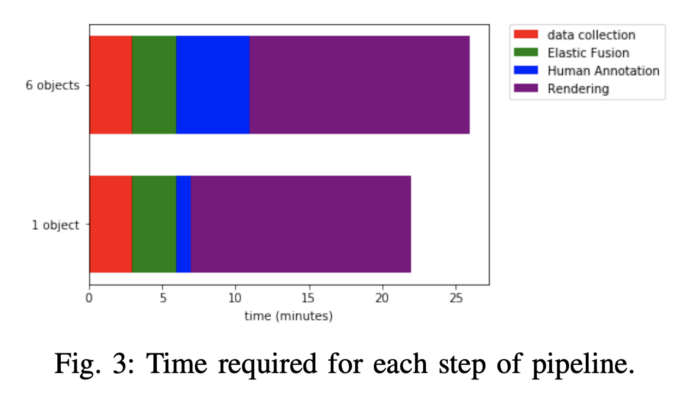 data collection
Elastic Fusion
Human Annotation
Rendering
6 objects
1 object
0 5 10 15 20 25
time (minutes)
Fig. 3: Time required for each step of pipeline.